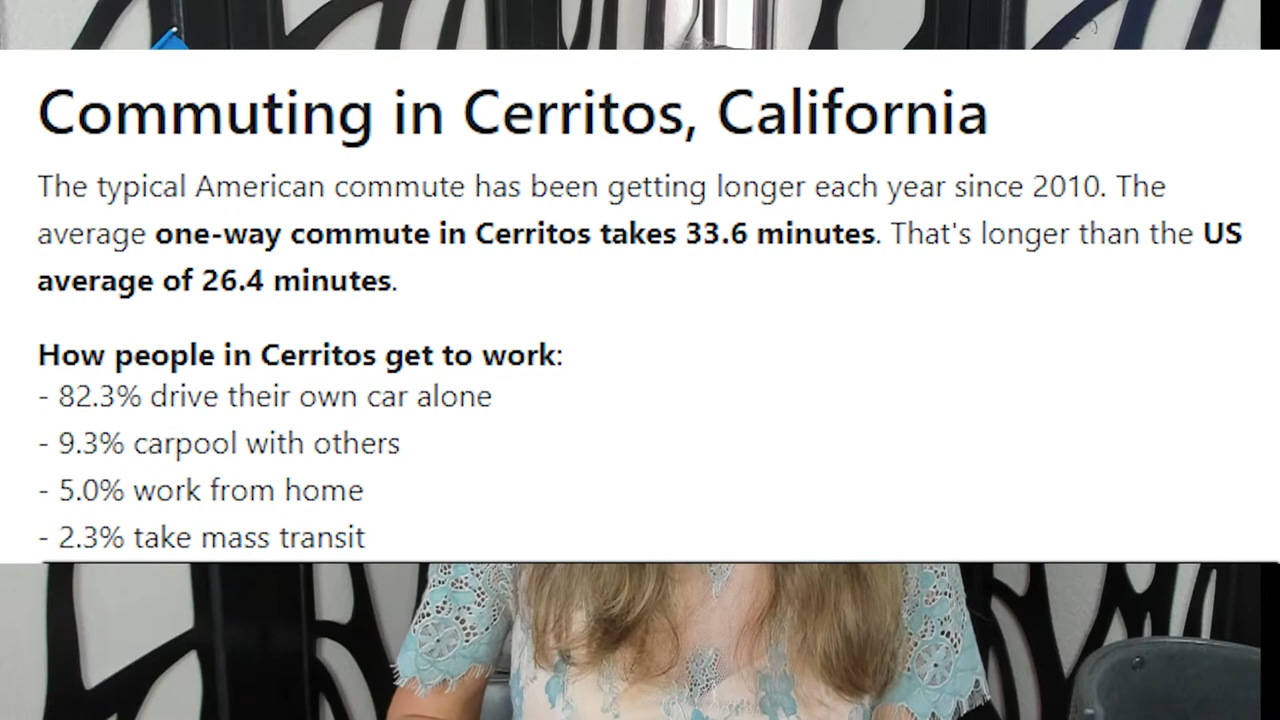 Commuting in Cerritos, California
The typical American commute has been getting longer each year since 2010. The
average one-way commute in Cerritos takes 33.6 minutes. That's longer than the US
average of 26.4 minutes.
How people in Cerritos get to work:
- 82.3% drive their own car alone
- 9.3% carpool with others
- 5.0% work from home
- 2.3% take mass transit